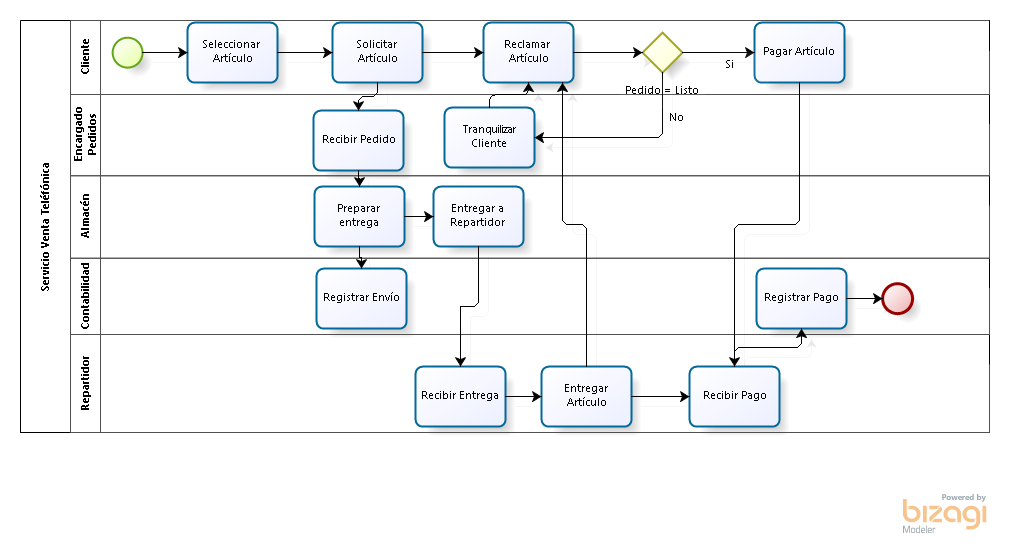 Servicio Venta Teléfónica
Cliente
Seleccionar
Artículo
Solicitar
Artículo
Reclamar
Artículo
Pedido = Listo
Si
No
Pagar Artículo
Encargado
Pedidos
Recibir Pedido
Tranquilizar
Cliente
Almacén
Preparar
entrega
Entregar a
Repartidor
Contabilidad
Registrar Envío
Registrar Pago
Repartidor
Recibir Entrega
Entregar
Artículo
Recibir Pago
Powered by
bizagi
Modeler